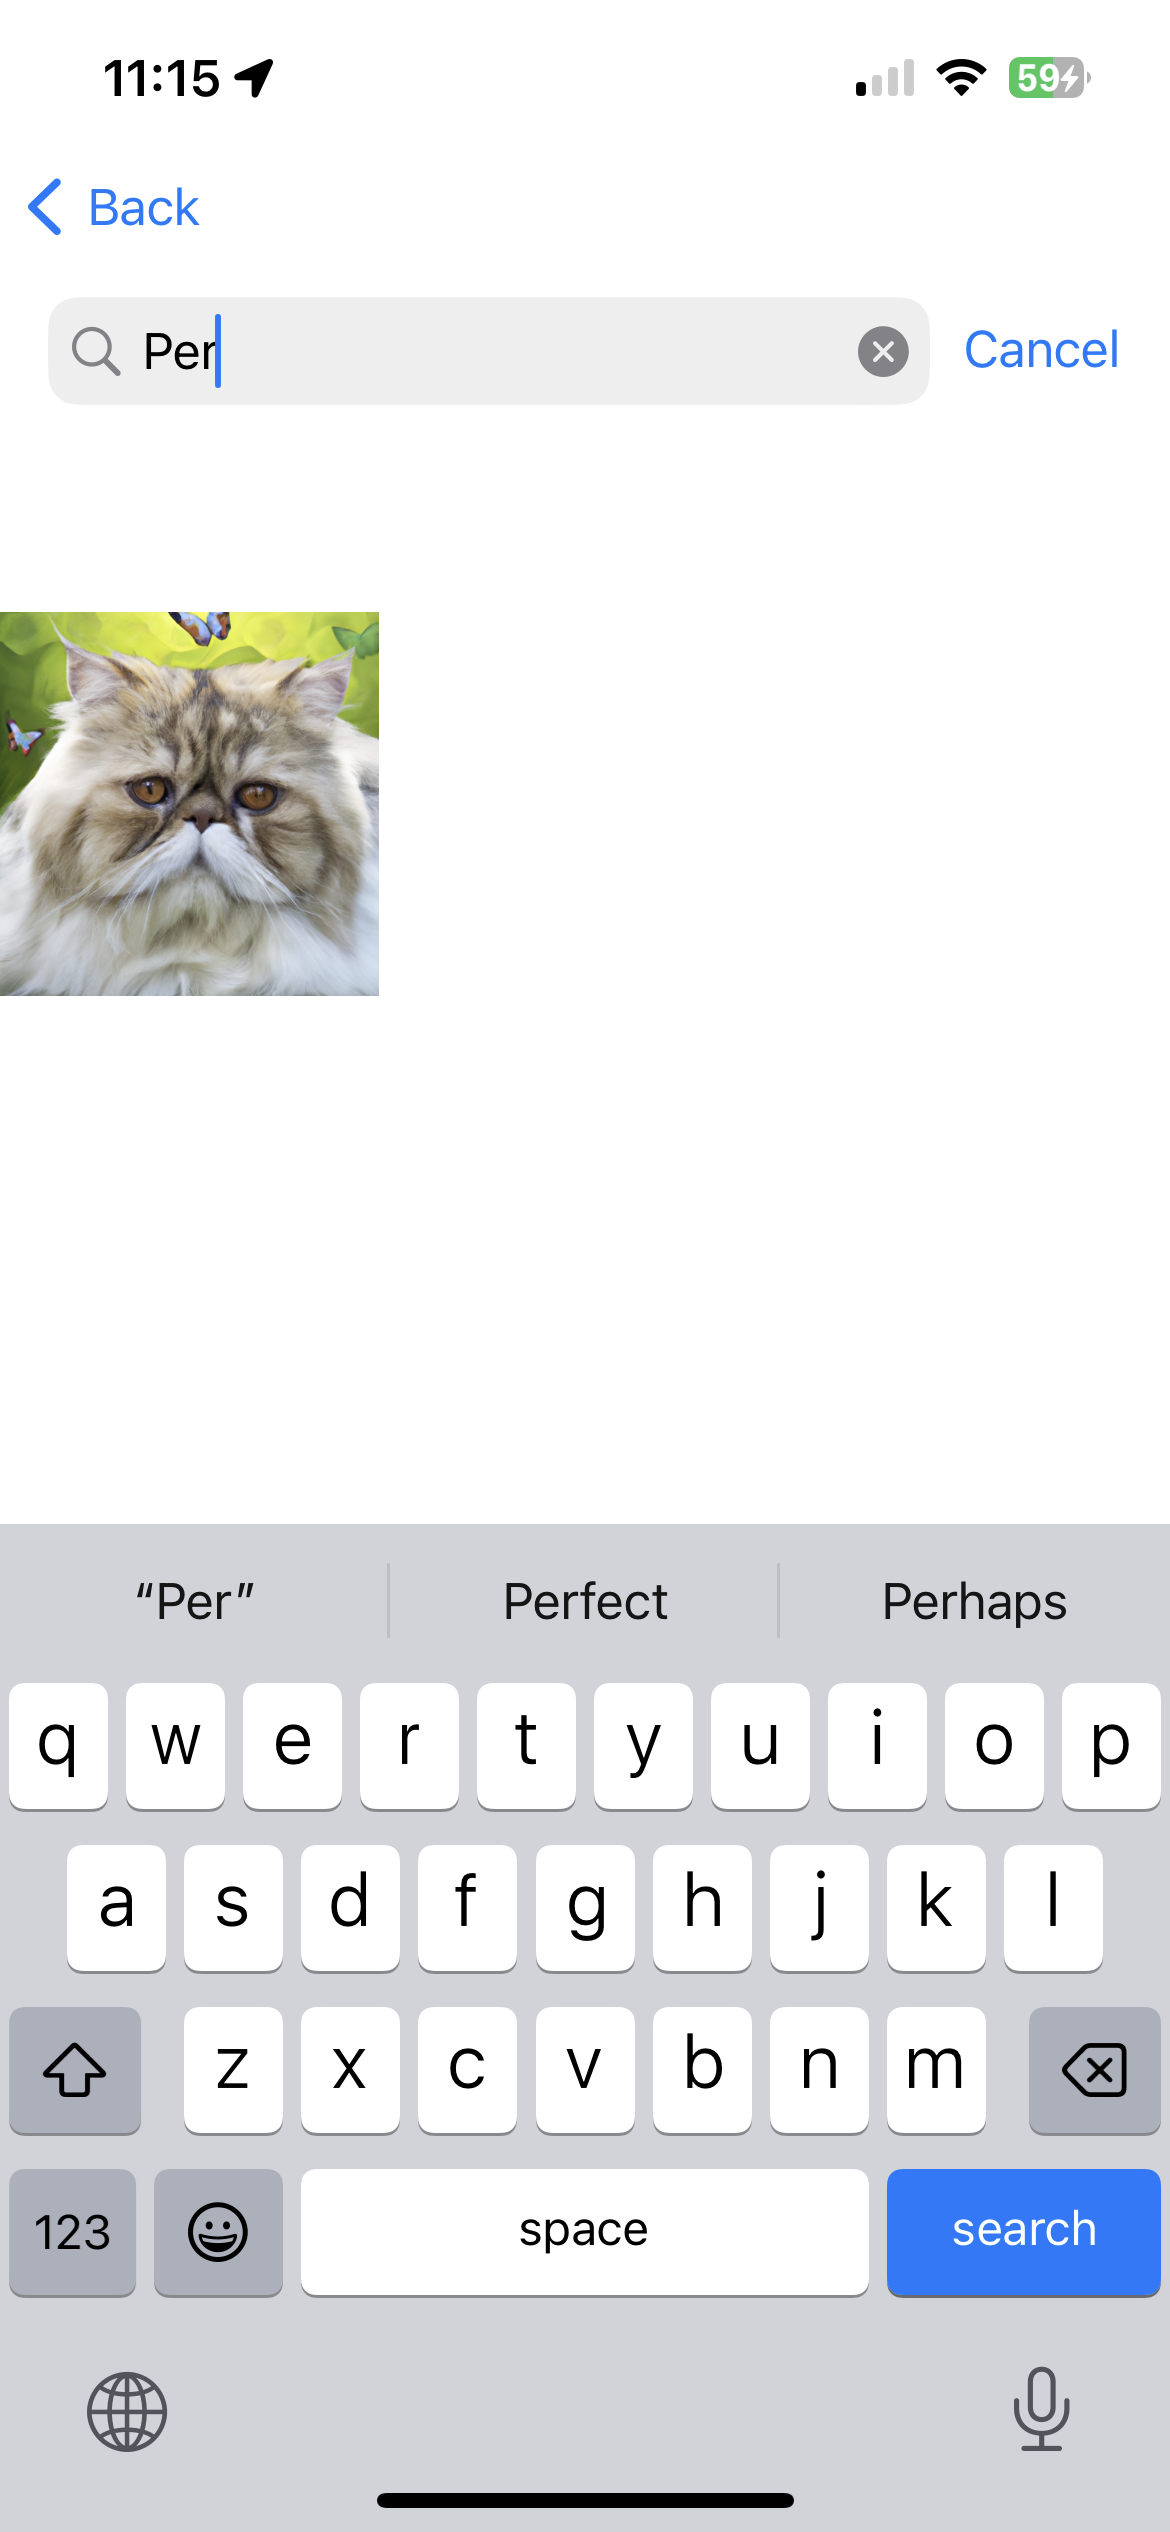 11:15
59
Back
Per
Cancel
“Per” Perfect Perhaps
q w e r t y u i o p
a s d f g h j k l
z x c v b n m
123 space search